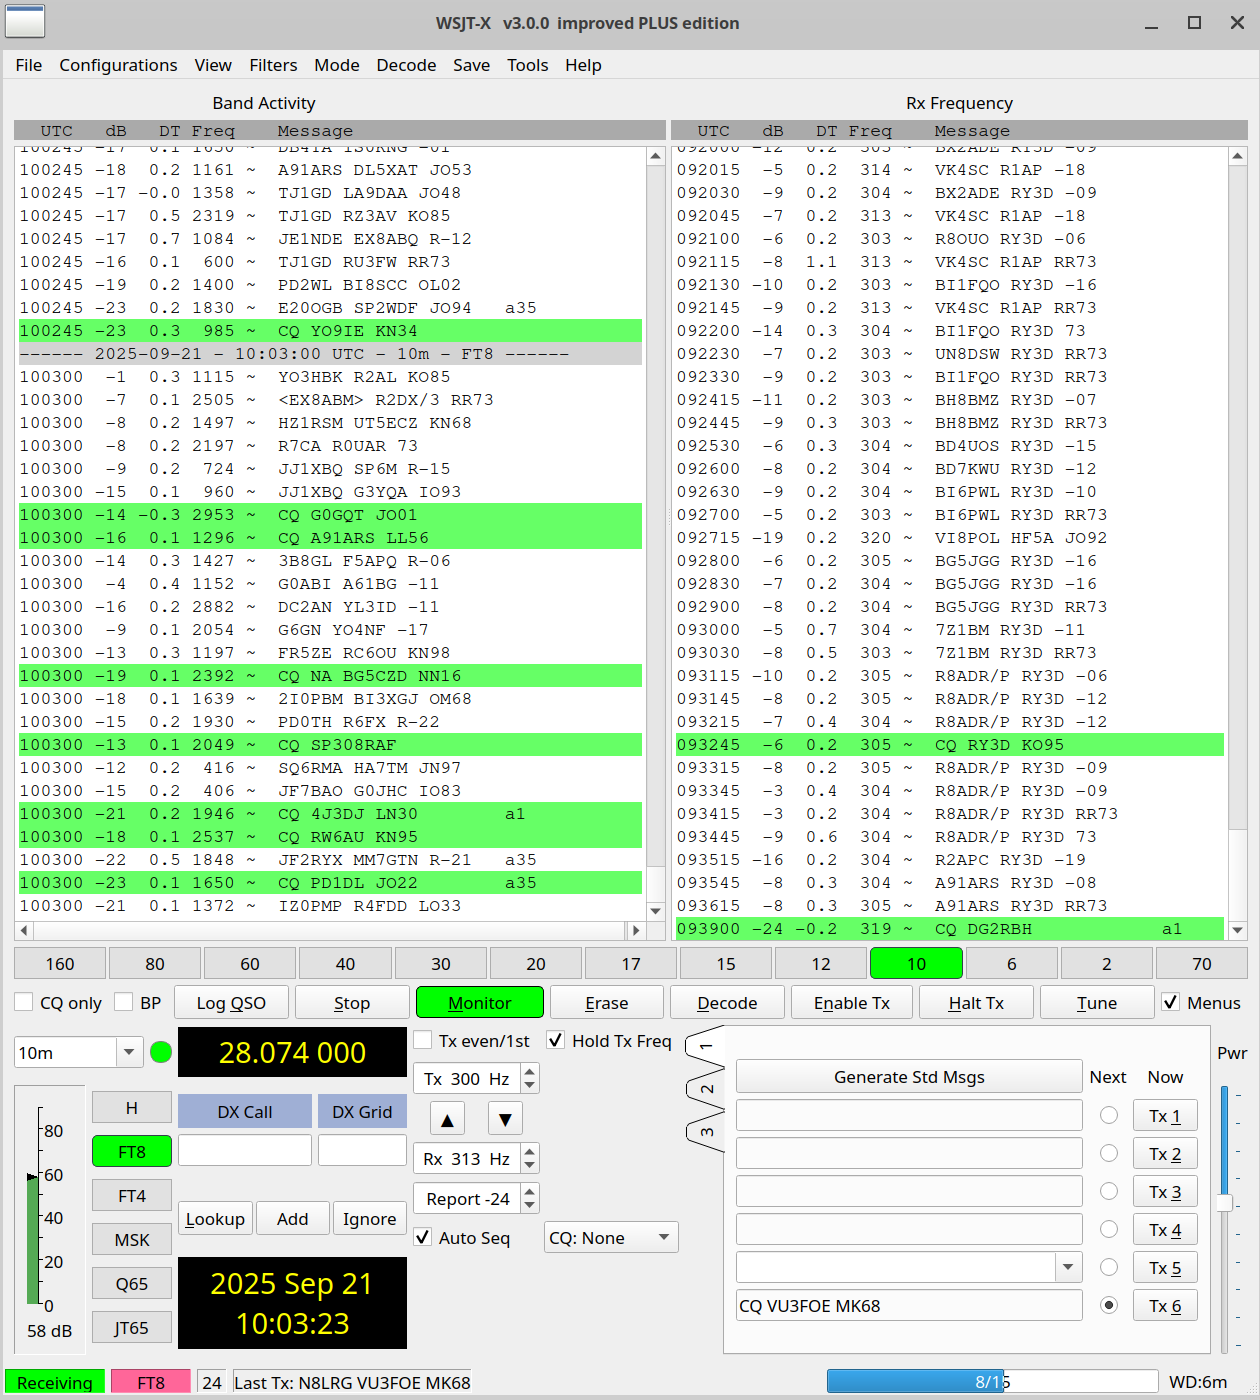 WSJT-X   v3.0.0  improved PLUS edition
File Configurations View Filters Mode Decode Save Tools Help
Band Activity
UTC dB DT Freq Message
100245 -17 0.1 1650 ~ DB4TA IS0KNG -01
100245 -18 0.2 1161 ~ A91ARS DL5XAT JO53
100245 -17 -0.0 1358 ~ TJ1GD LA9DAA JO48
100245 -17 0.5 2319 ~ TJ1GD RZ3AV KO85
100245 -17 0.7 1084 ~ JE1NDE EX8ABQ R-12
100245 -16 0.1 600 ~ TJ1GD RU3FW RR73
100245 -19 0.2 1400 ~ PD2WL BI8SCC OL02
100245 -23 0.2 1830 ~ E20OGB SP2WDF JO94 a35
100245 -23 0.3 985 ~ CQ YO9IE KN34
------ 2025-09-21 - 10:03:00 UTC - 10m - FT8 ------
100300 -1 0.3 1115 ~ YO3HBK R2AL KO85
100300 -7 0.1 2505 ~ <EX8ABM> R2DX/3 RR73
100300 -8 0.2 1497 ~ HZ1RSM UT5ECZ KN68
100300 -8 0.2 2197 ~ R7CA R0UAR 73
100300 -9 0.2 724 ~ JJ1XBQ SP6M R-15
100300 -15 0.1 960 ~ JJ1XBQ G3YQA IO93
100300 -14 -0.3 2953 ~ CQ G0GQT JO01
100300 -16 0.1 1296 ~ CQ A91ARS LL56
100300 -14 0.3 1427 ~ 3B8GL F5APQ R-06
100300 -4 0.4 1152 ~ G0ABI A61BG -11
100300 -16 0.2 2882 ~ DC2AN YL3ID -11
100300 -9 0.1 2054 ~ G6GN YO4NF -17
100300 -13 0.3 1197 ~ FR5ZE RC6OU KN98
100300 -19 0.1 2392 ~ CQ NA BG5CZD NN16
100300 -18 0.1 1639 ~ 2I0PBM BI3XGJ OM68
100300 -15 0.2 1930 ~ PD0TH R6FX R-22
100300 -13 0.1 2049 ~ CQ SP308RAF
100300 -12 0.2 416 ~ SQ6RMA HA7TM JN97
100300 -15 0.2 406 ~ JF7BAO G0JHC IO83
100300 -21 0.2 1946 ~ CQ 4J3DJ LN30 a1
100300 -18 0.1 2537 ~ CQ RW6AU KN95
100300 -22 0.5 1848 ~ JF2RYX MM7GTN R-21 a35
100300 -23 0.1 1650 ~ CQ PD1DL JO22 a35
100300 -21 0.1 1372 ~ IZ0PMP R4FDD LO33
Rx Frequency
UTC dB DT Freq Message
092000 -12 0.2 303 ~ BX2ADE RY3D -09
092015 -5 0.2 314 ~ VK4SC R1AP -18
092030 -9 0.2 304 ~ BX2ADE RY3D -09
092045 -7 0.2 313 ~ VK4SC R1AP -18
092100 -6 0.2 303 ~ R8OUO RY3D -06
092115 -8 1.1 313 ~ VK4SC R1AP RR73
092130 -10 0.2 303 ~ BI1FQO RY3D -16
092145 -9 0.2 313 ~ VK4SC R1AP RR73
092200 -14 0.3 304 ~ BI1FQO RY3D 73
092230 -7 0.2 303 ~ UN8DSW RY3D RR73
092330 -9 0.2 303 ~ BI1FQO RY3D RR73
092415 -11 0.2 303 ~ BH8BMZ RY3D -07
092445 -9 0.3 303 ~ BH8BMZ RY3D RR73
092530 -6 0.3 304 ~ BD4UOS RY3D -15
092600 -8 0.2 304 ~ BD7KWU RY3D -12
092630 -9 0.2 304 ~ BI6PWL RY3D -10
092700 -5 0.2 303 ~ BI6PWL RY3D RR73
092715 -19 0.2 320 ~ VI8POL HF5A JO92
092800 -6 0.2 305 ~ BG5JGG RY3D -16
092830 -7 0.2 304 ~ BG5JGG RY3D -16
092900 -8 0.2 304 ~ BG5JGG RY3D RR73
093000 -5 0.7 304 ~ 7Z1BM RY3D -11
093030 -8 0.5 303 ~ 7Z1BM RY3D RR73
093115 -10 0.2 305 ~ R8ADR/P RY3D -06
093145 -8 0.2 305 ~ R8ADR/P RY3D -12
093215 -7 0.4 304 ~ R8ADR/P RY3D -12
093245 -6 0.2 305 ~ CQ RY3D KO95
093315 -8 0.2 305 ~ R8ADR/P RY3D -09
093345 -3 0.4 304 ~ R8ADR/P RY3D -09
093415 -3 0.2 304 ~ R8ADR/P RY3D RR73
093445 -9 0.6 304 ~ R8ADR/P RY3D 73
093515 -16 0.2 304 ~ R2APC RY3D -19
093545 -8 0.3 304 ~ A91ARS RY3D -08
093615 -8 0.3 305 ~ A91ARS RY3D RR73
093900 -24 -0.2 319 ~ CQ DG2RBH a1
160 80 60 40 30 20 17 15 12 10 6 2 70
CQ only BP Log QSO Stop Monitor Erase Decode Enable Tx Halt Tx Tune Menus
10m
28.074 000
Tx even/1st Hold Tx Freq
Tx 300 Hz
DX Call DX Grid
▲ ▼
Rx 313 Hz
Report -24
Lookup Add Ignore
Auto Seq CQ: None
2025 Sep 21
10:03:23
H
FT8
FT4
MSK
Q65
JT65
80
60
40
20
0
58 dB
1
2
3
Generate Std Msgs Next Now
Tx 1
Tx 2
Tx 3
Tx 4
Tx 5
CQ VU3FOE MK68 Tx 6
Pwr
Receiving FT8 24 Last Tx: N8LRG VU3FOE MK68 8/15 WD:6m